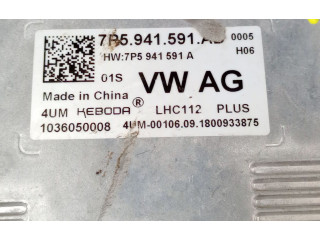 7P5.941.591.AD 0005
HW:7P5 941 591 A H06
01S VW AG
Made in China
4UM KEBODA® LHC112 PLUS
1036050008 4UM-00106.09.1800933875